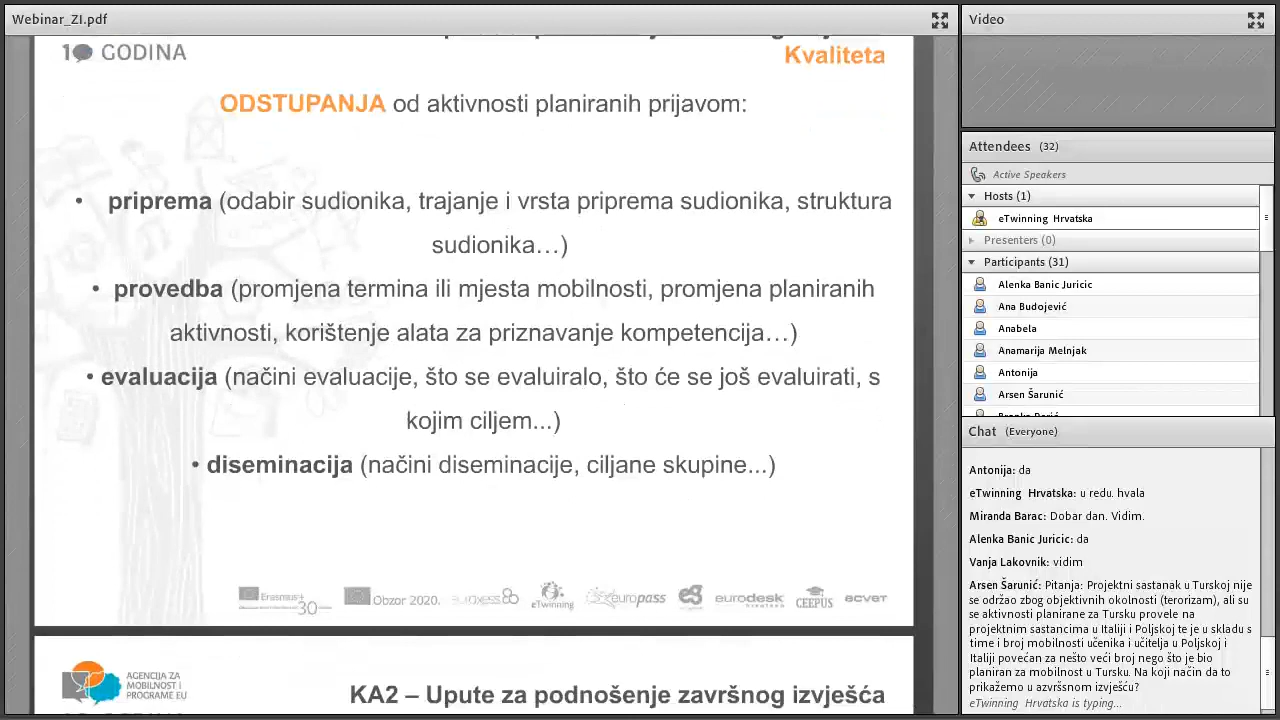 Webinar_ZI.pdf
10 GODINA
Kvaliteta
ODSTUPANJA od aktivnosti planiranih prijavom:
• priprema (odabir sudionika, trajanje i vrsta priprema sudionika, struktura
sudionika…)
• provedba (promjena termina ili mjesta mobilnosti, promjena planiranih
aktivnosti, korištenje alata za priznavanje kompetencija…)
• evaluacija (načini evaluacije, što se evaluiralo, što će se još evaluirati, s
kojim ciljem...)
• diseminacija (načini diseminacije, ciljane skupine...)
Erasmus+
30
Obzor 2020.
euraxess
eTwinning
europass
eurodesk
CEEPUS
ecvet
AGENCIJA ZA
MOBILNOST I
PROGRAME EU
KA2 – Upute za podnošenje završnog izvješća
Video
Attendees (32)
Active Speakers
Hosts (1)
eTwinning Hrvatska
Presenters (0)
Participants (31)
Alenka Banic Juricic
Ana Budojević
Anabela
Anamarija Melnjak
Antonija
Arsen Šarunić
Chat (Everyone)
Antonija: da
eTwinning Hrvatska: u redu. hvala
Miranda Barac: Dobar dan. Vidim.
Alenka Banic Juricic: da
Vanja Lakovnik: vidim
Arsen Šarunić: Pitanja: Projektni sastanak u Turskoj nije
se održao zbog objektivnih okolnosti (terorizam), ali su
se aktivnosti planirane za Tursku provele na
projektnim sastancima u Italiji i Poljskoj te je u skladu s
time i broj mobilnosti učenika i učitelja u Poljskoj i
Italiji povećan za nešto veći broj nego što je bio
planiran za mobilnost u Tursku. Na koji način da to
prikažemo u azvršsnom izvješću?
eTwinning Hrvatska is typing...